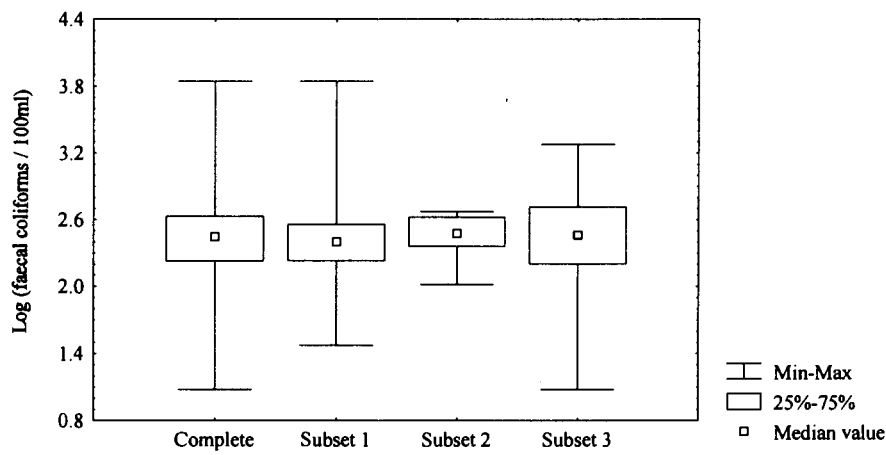 4.4
3.8
3.2
2.6
2.0
1.4
0.8
Log (faecal coliforms / 100ml)
Complete
Subset 1
Subset 2
Subset 3
Min-Max
25%-75%
Median value